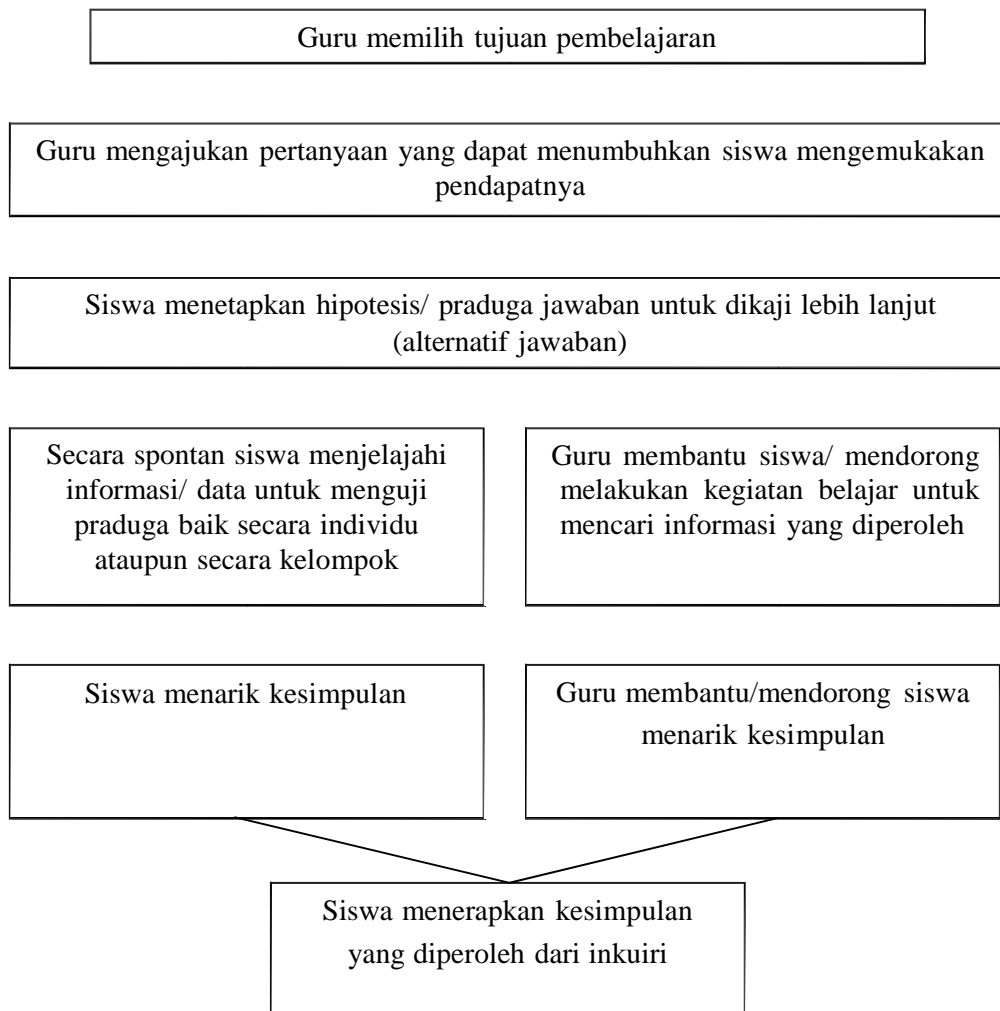 Guru memilih tujuan pembelajaran
Guru mengajukan pertanyaan yang dapat menumbuhkan siswa mengemukakan
pendapatnya
Siswa menetapkan hipotesis/ praduga jawaban untuk dikaji lebih lanjut
(alternatif jawaban)
Secara spontan siswa menjelajahi
informasi/ data untuk menguji
praduga baik secara individu
ataupun secara kelompok
Guru membantu siswa/ mendorong
melakukan kegiatan belajar untuk
mencari informasi yang diperoleh
Siswa menarik kesimpulan
Guru membantu/mendorong siswa
menarik kesimpulan
Siswa menerapkan kesimpulan
yang diperoleh dari inkuiri